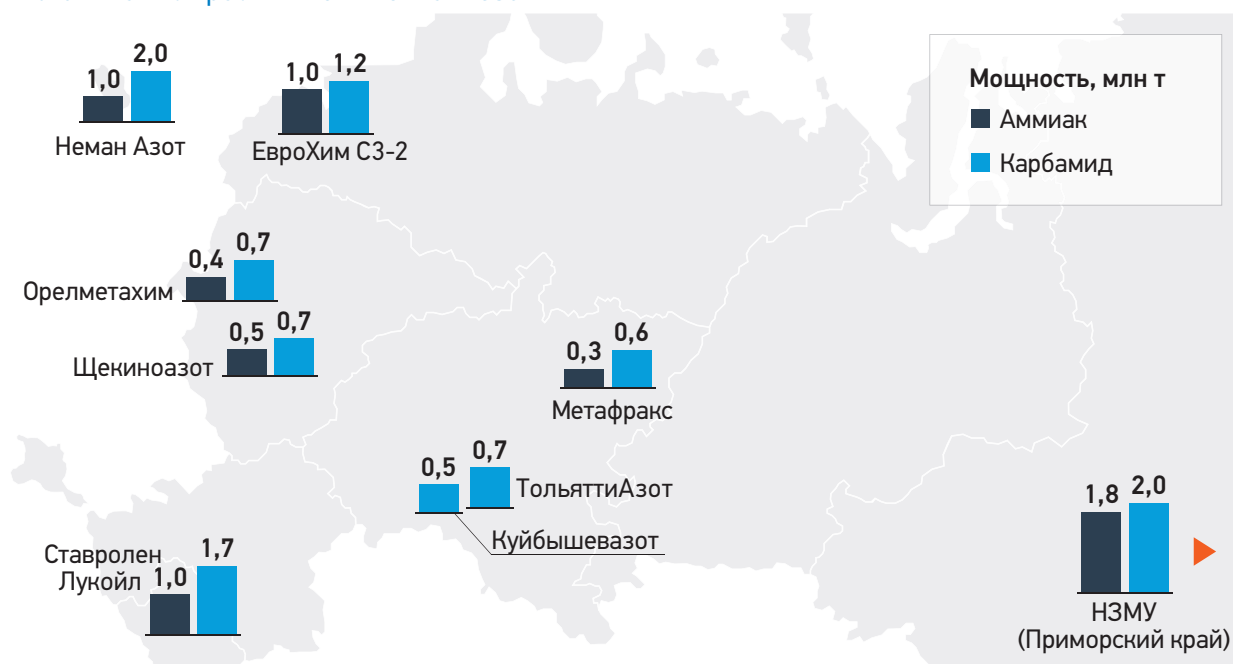 Мощность, млн т
Аммиак
Карбамид
1,0
2,0
Неман Азот
1,0
1,2
ЕвроХим СЗ-2
0,4
0,7
Орелметахим
0,5
0,7
Щекиноазот
0,3
0,6
Метафракс
0,5
0,7
ТольяттиАзот
Куйбышевазот
Ставролен
Лукойл
1,0
1,7
1,8
2,0
НЗМУ
(Приморский край)